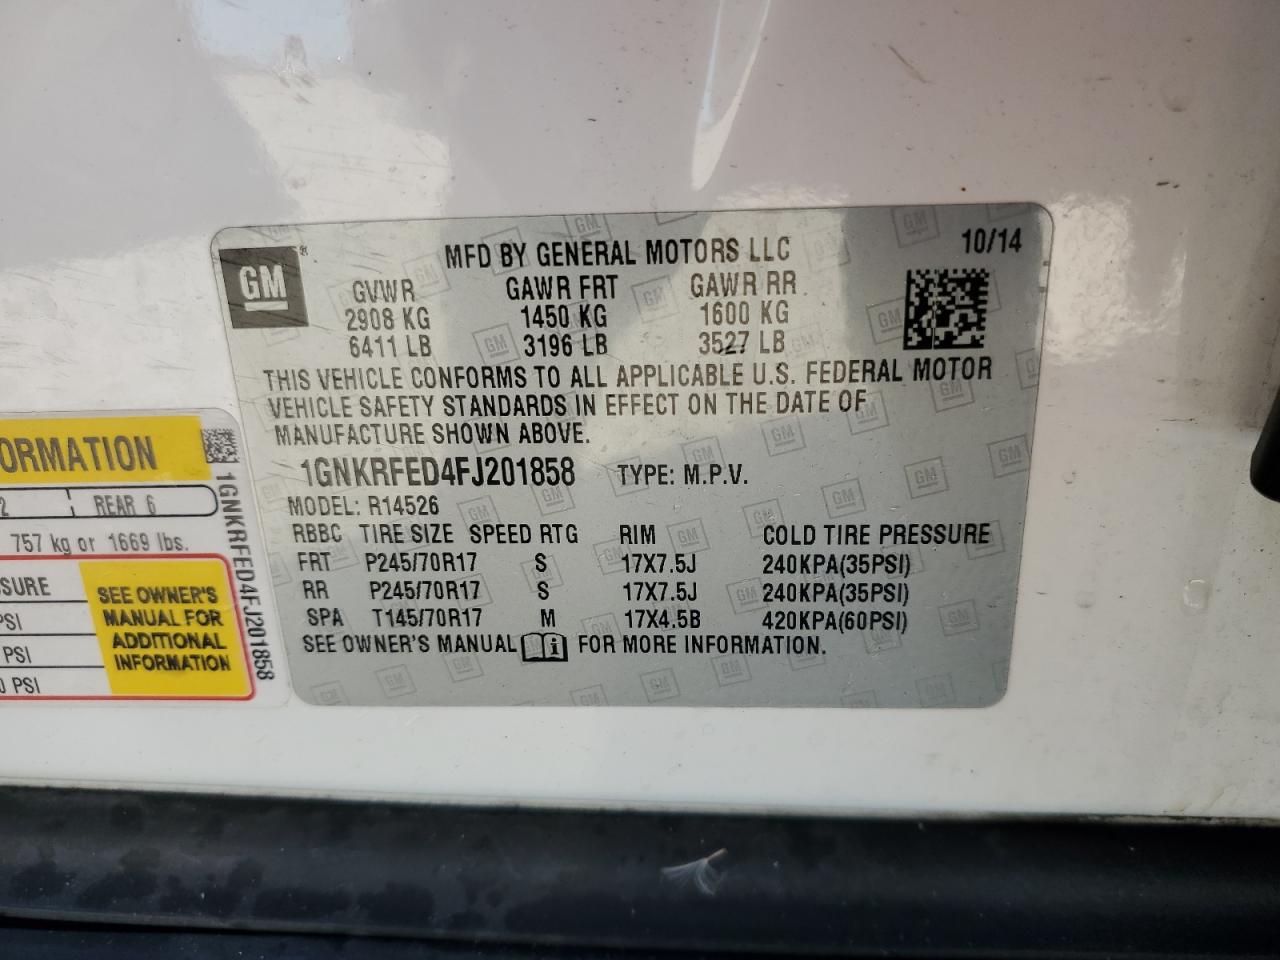 GM
MFD BY GENERAL MOTORS LLC 10/14
GVWR GAWR FRT GAWR RR
2908 KG 1450 KG 1600 KG
6411 LB 3196 LB 3527 LB
THIS VEHICLE CONFORMS TO ALL APPLICABLE U.S. FEDERAL MOTOR
VEHICLE SAFETY STANDARDS IN EFFECT ON THE DATE OF
MANUFACTURE SHOWN ABOVE.
1GNKRFED4FJ201858 TYPE: M.P.V.
MODEL: R14526
RBBC TIRE SIZE SPEED RTG RIM COLD TIRE PRESSURE
FRT P245/70R17 S 17X7.5J 240KPA(35PSI)
RR P245/70R17 S 17X7.5J 240KPA(35PSI)
SPA T145/70R17 M 17X4.5B 420KPA(60PSI)
SEE OWNER'S MANUAL i FOR MORE INFORMATION.
ORMATION
2 REAR 6
757 kg or 1669 lbs.
SURE
PSI
PSI
0 PSI
SEE OWNER'S
MANUAL FOR
ADDITIONAL
INFORMATION
1GNKRFED4FJ201858